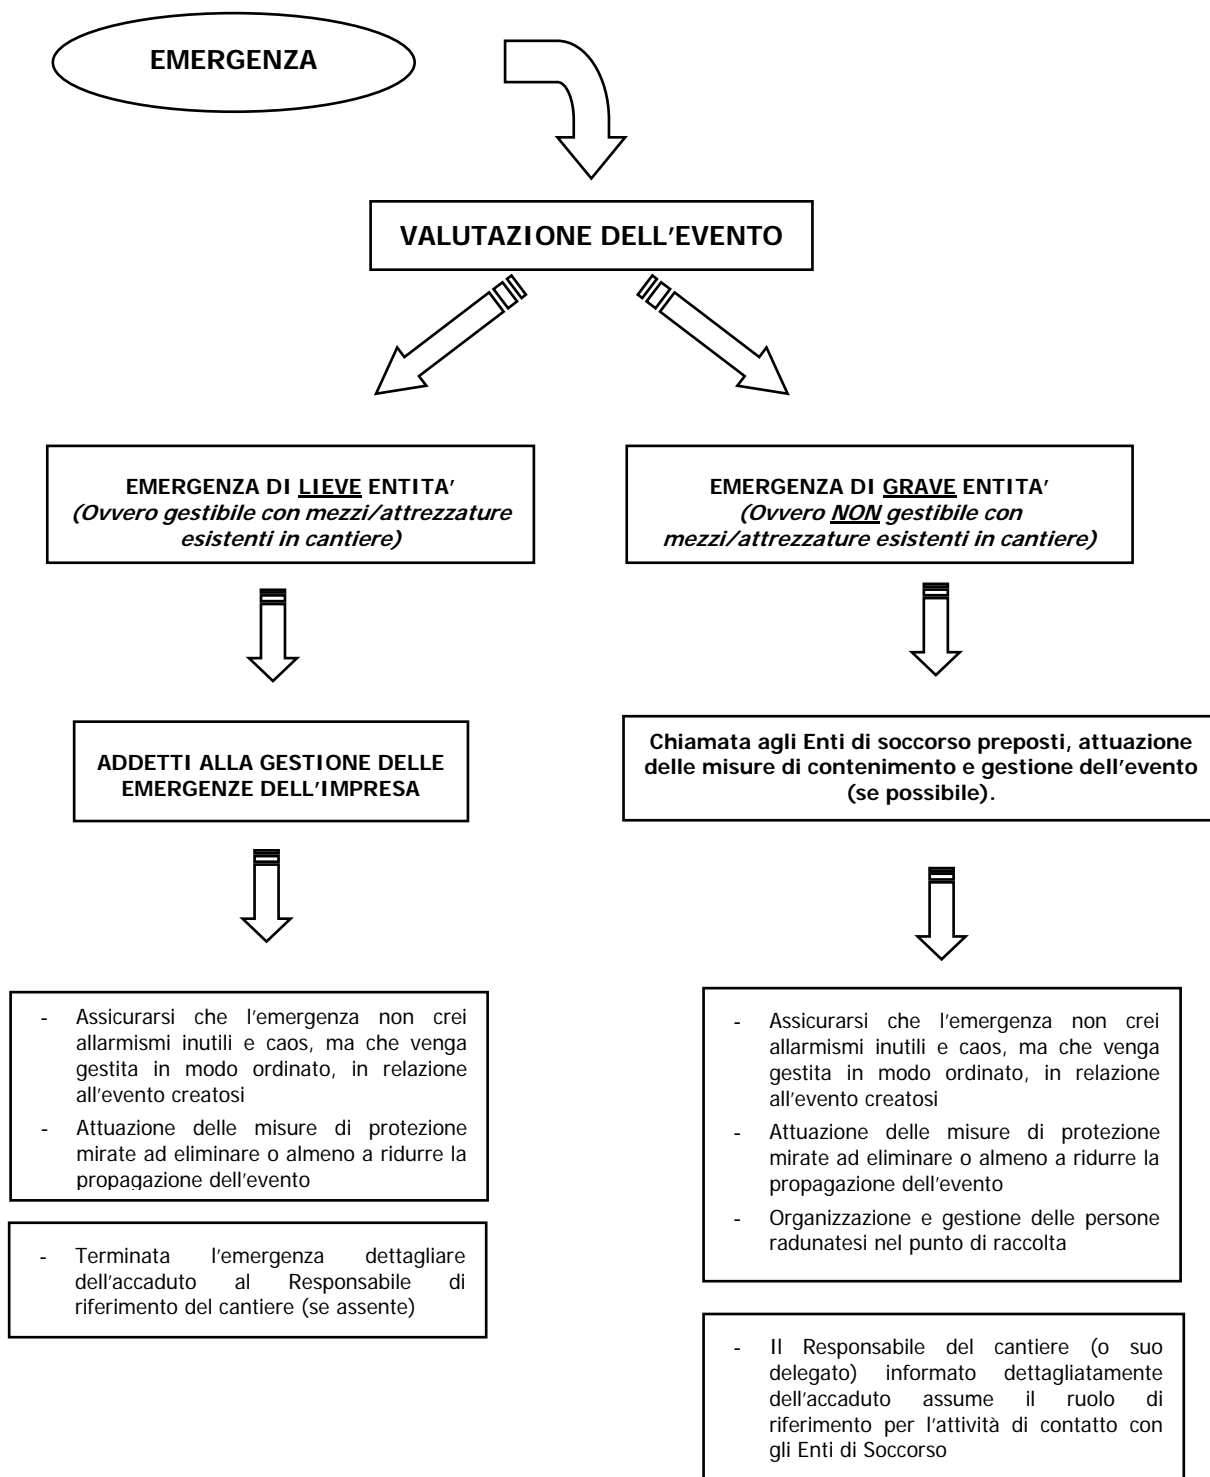 EMERGENZA
VALUTAZIONE DELL'EVENTO
EMERGENZA DI LIEVE ENTITA'
(Ovvero gestibile con mezzi/attrezzature
esistenti in cantiere)
EMERGENZA DI GRAVE ENTITA'
(Ovvero NON gestibile con
mezzi/attrezzature esistenti in cantiere)
ADDETTI ALLA GESTIONE DELLE
EMERGENZE DELL'IMPRESA
Chiamata agli Enti di soccorso preposti, attuazione
delle misure di contenimento e gestione dell'evento
(se possibile).
- Assicurarsi che l'emergenza non crei
allarmismi inutili e caos, ma che venga
gestita in modo ordinato, in relazione
all'evento creatosi
- Attuazione delle misure di protezione
mirate ad eliminare o almeno a ridurre la
propagazione dell'evento
- Terminata l'emergenza dettagliare
dell'accaduto al Responsabile di
riferimento del cantiere (se assente)
- Assicurarsi che l'emergenza non crei
allarmismi inutili e caos, ma che venga
gestita in modo ordinato, in relazione
all'evento creatosi
- Attuazione delle misure di protezione
mirate ad eliminare o almeno a ridurre la
propagazione dell'evento
- Organizzazione e gestione delle persone
radunatesi nel punto di raccolta
- Il Responsabile del cantiere (o suo
delegato) informato dettagliatamente
dell'accaduto assume il ruolo di
riferimento per l'attività di contatto con
gli Enti di Soccorso